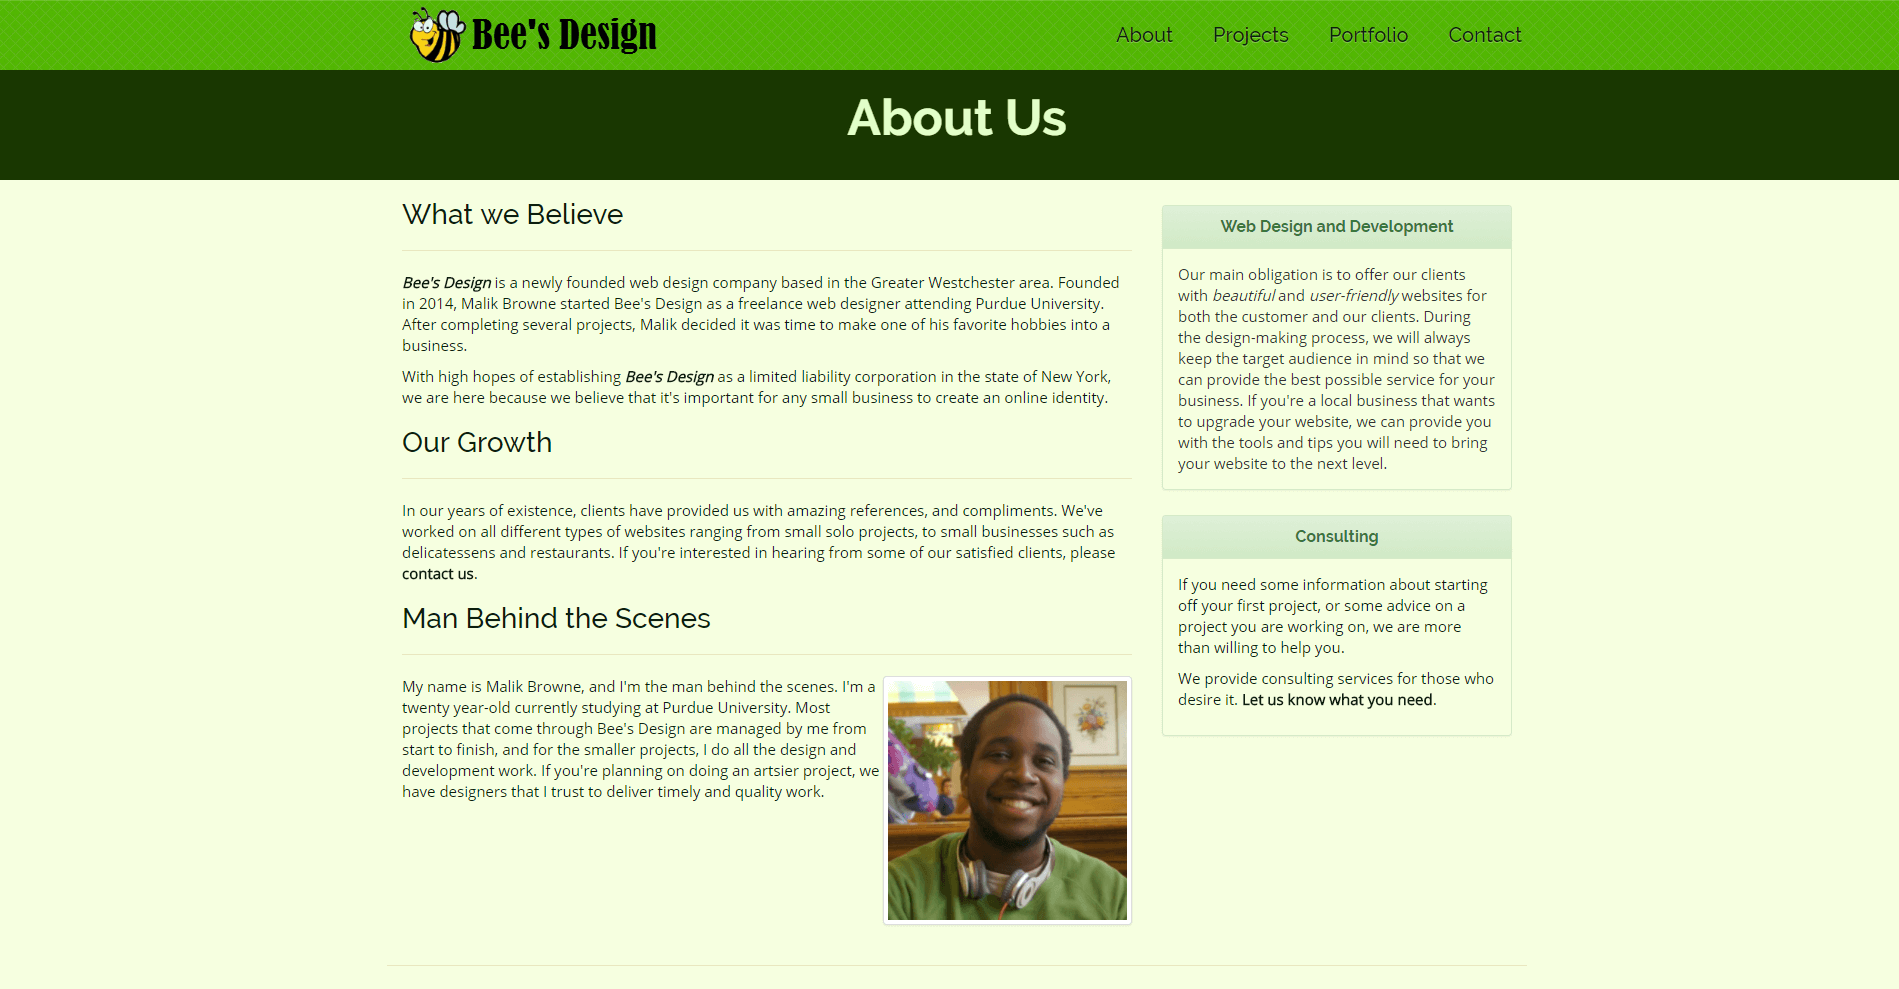 Bee's Design
About Projects Portfolio Contact
About Us
What we Believe
Bee's Design is a newly founded web design company based in the Greater Westchester area. Founded
in 2014, Malik Browne started Bee's Design as a freelance web designer attending Purdue University.
After completing several projects, Malik decided it was time to make one of his favorite hobbies into a
business.
With high hopes of establishing Bee's Design as a limited liability corporation in the state of New York,
we are here because we believe that it's important for any small business to create an online identity.
Our Growth
In our years of existence, clients have provided us with amazing references, and compliments. We've
worked on all different types of websites ranging from small solo projects, to small businesses such as
delicatessens and restaurants. If you're interested in hearing from some of our satisfied clients, please
contact us.
Man Behind the Scenes
My name is Malik Browne, and I'm the man behind the scenes. I'm a
twenty year-old currently studying at Purdue University. Most
projects that come through Bee's Design are managed by me from
start to finish, and for the smaller projects, I do all the design and
development work. If you're planning on doing an artsier project, we
have designers that I trust to deliver timely and quality work.
Web Design and Development
Our main obligation is to offer our clients
with beautiful and user-friendly websites for
both the customer and our clients. During
the design-making process, we will always
keep the target audience in mind so that we
can provide the best possible service for your
business. If you're a local business that wants
to upgrade your website, we can provide you
with the tools and tips you will need to bring
your website to the next level.
Consulting
If you need some information about starting
off your first project, or some advice on a
project you are working on, we are more
than willing to help you.
We provide consulting services for those who
desire it. Let us know what you need.